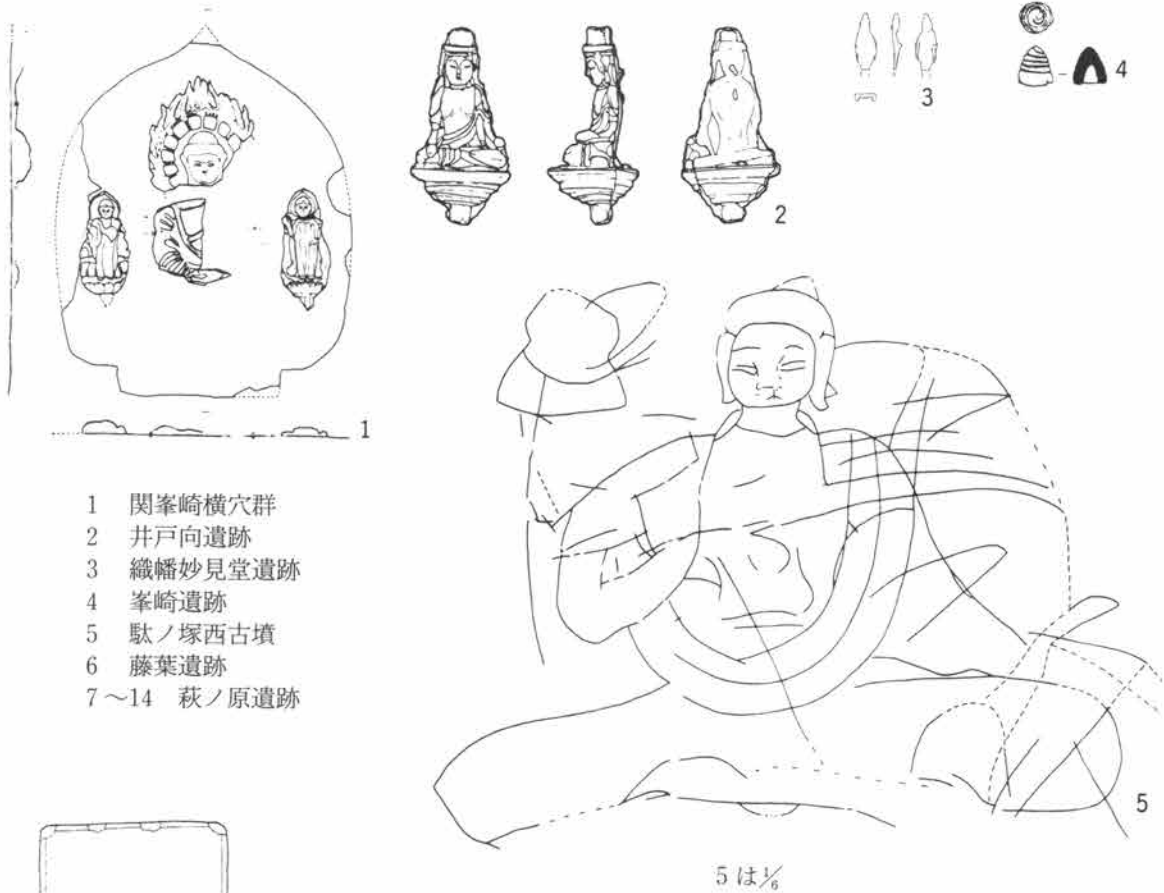 3
4
2
1
1 関峯崎横穴群
2 井戸向遺跡
3 織幡妙見堂遺跡
4 峯崎遺跡
5 駄ノ塚西古墳
6 藤葉遺跡
7〜14 萩ノ原遺跡
5
5は1/6